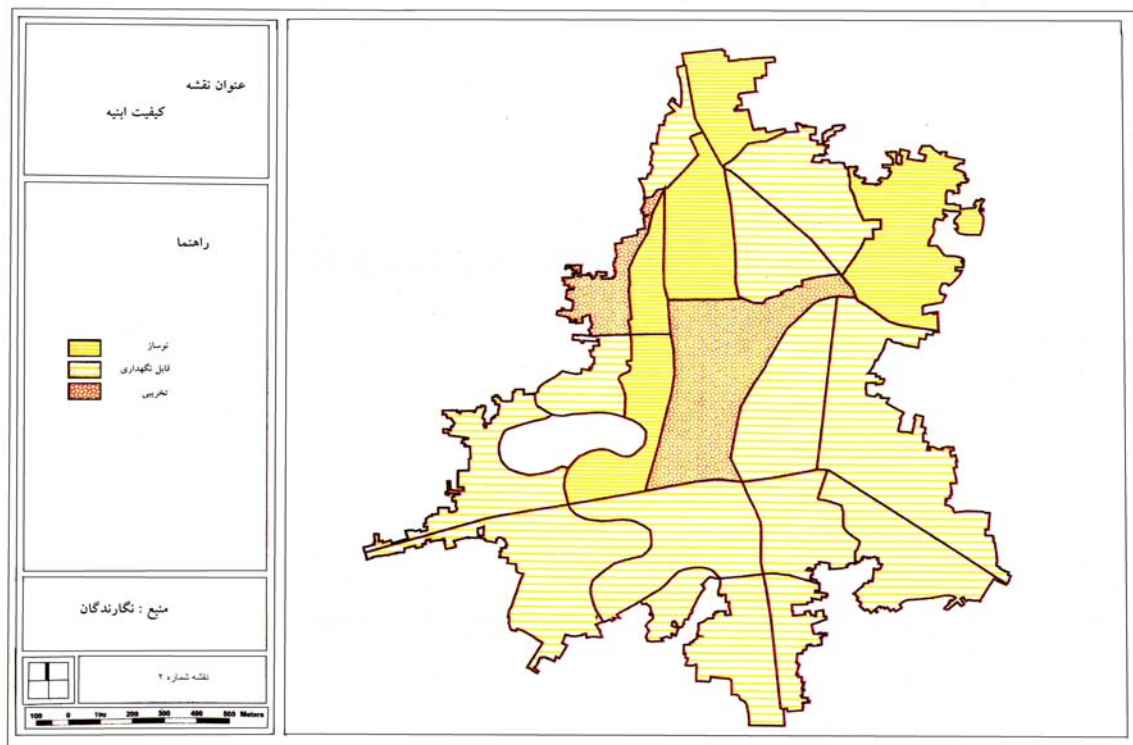 عنوان نقشه
کیفیت ابنیه
راهنما
نوساز
قابل نگهداری
تخریبی
منبع : نگارندگان
نقشه شماره ۲
100 0 100 200 300 400 500 Meters